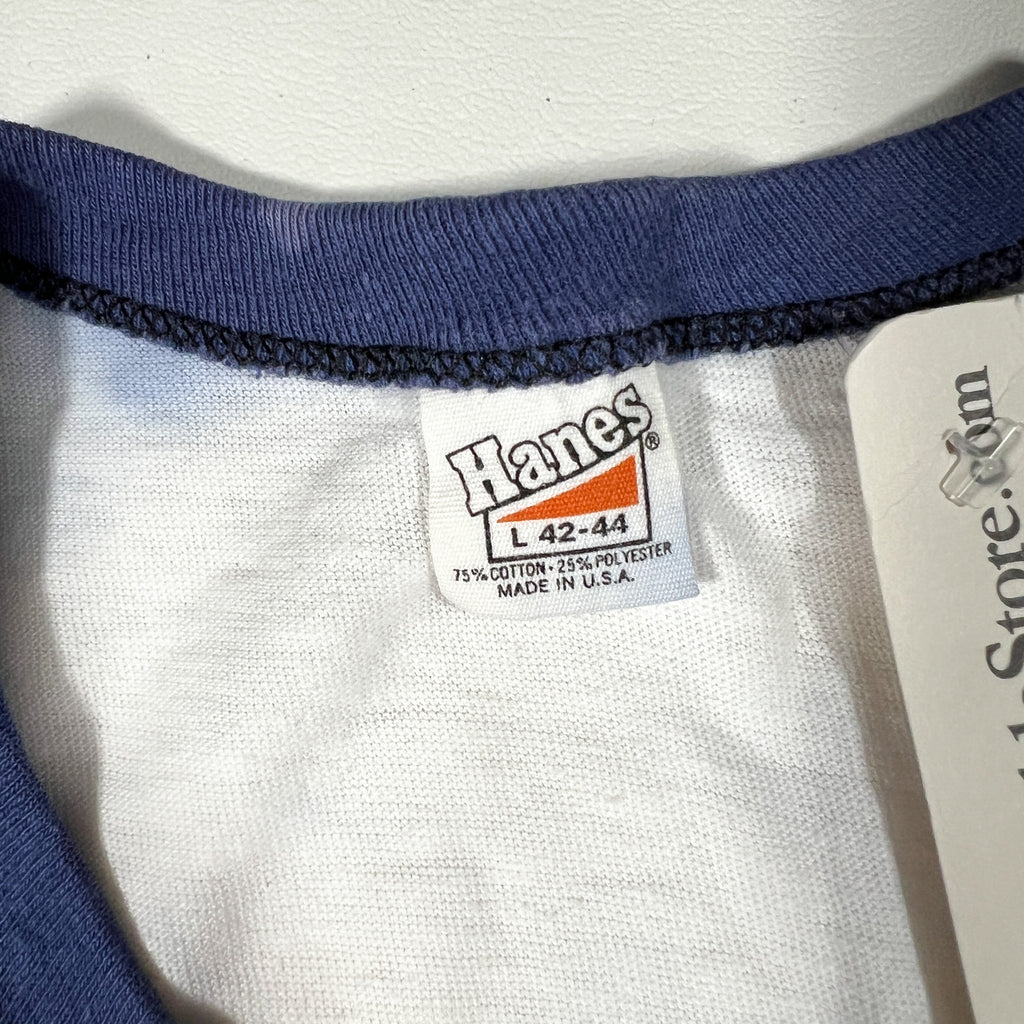 Hanes®
L 42-44
75% COTTON • 25% POLYESTER
MADE IN U.S.A.
Store.com